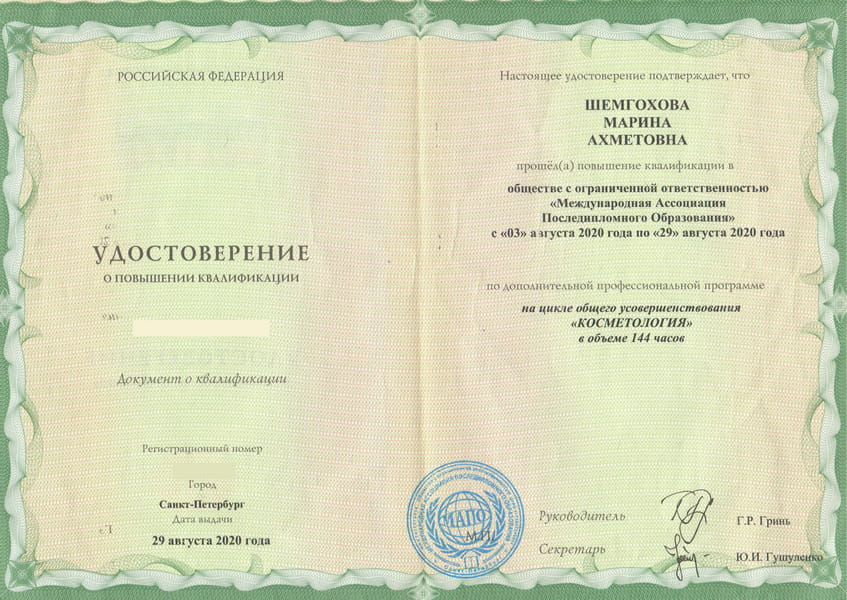 РОССИЙСКАЯ ФЕДЕРАЦИЯ
УДОСТОВЕРЕНИЕ
О ПОВЫШЕНИИ КВАЛИФИКАЦИИ
Документ о квалификации
Регистрационный номер
Город
Санкт-Петербург
Дата выдачи
29 августа 2020 года
Настоящее удостоверение подтверждает, что
ШЕМГОХОВА
МАРИНА
АХМЕТОВНА
прошёл(а) повышение квалификации в
обществе с ограниченной ответственностью
«Международная Ассоциация
Последипломного Образования»
с «03» августа 2020 года по «29» августа 2020 года
по дополнительной профессиональной программе
на цикле общего усовершенствования
«КОСМЕТОЛОГИЯ»
в объеме 144 часов
МАПО
М.П.
Руководитель
Г.Р. Гринь
Секретарь
Ю.И. Гушуленко